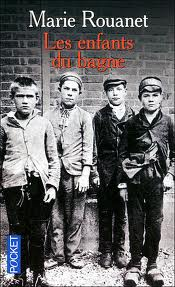 Marie Rouanet
Les enfants
du bagne
POCKET